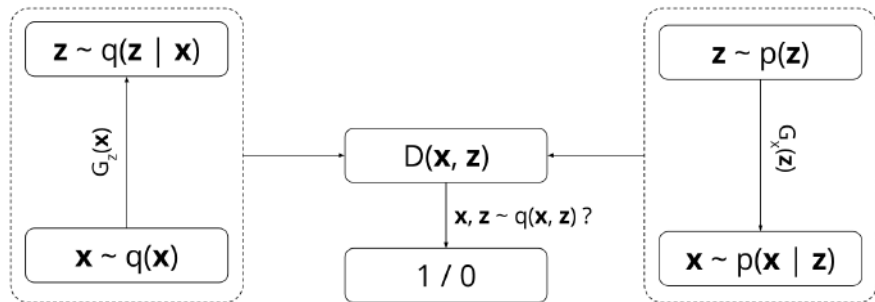 z ~ q(z | x)
G_z(x)
x ~ q(x)
D(x, z)
x, z ~ q(x, z) ?
1 / 0
z ~ p(z)
G_x(z)
x ~ p(x | z)